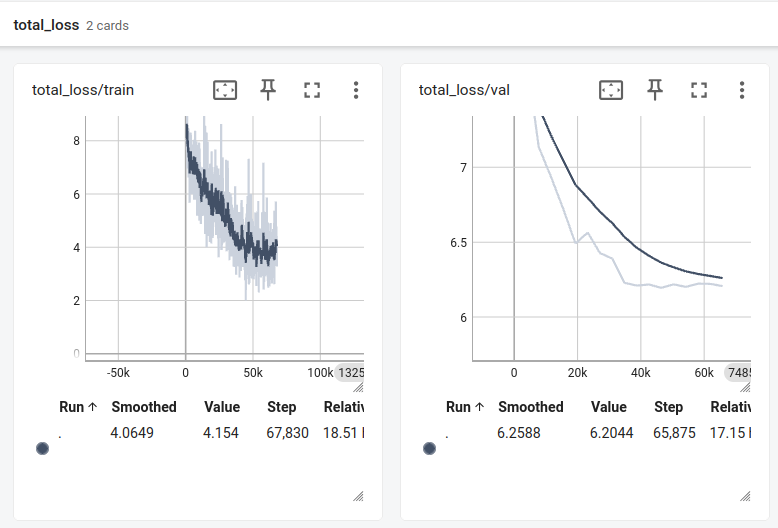 total_loss 2 cards
total_loss/train
8
6
4
2
0
-50k 0 50k 100k 1325
Run ↑ Smoothed Value Step Relativ
. 4.0649 4.154 67,830 18.51
total_loss/val
7
6.5
6
0 20k 40k 60k 7485
Run ↑ Smoothed Value Step Relativ
. 6.2588 6.2044 65,875 17.15